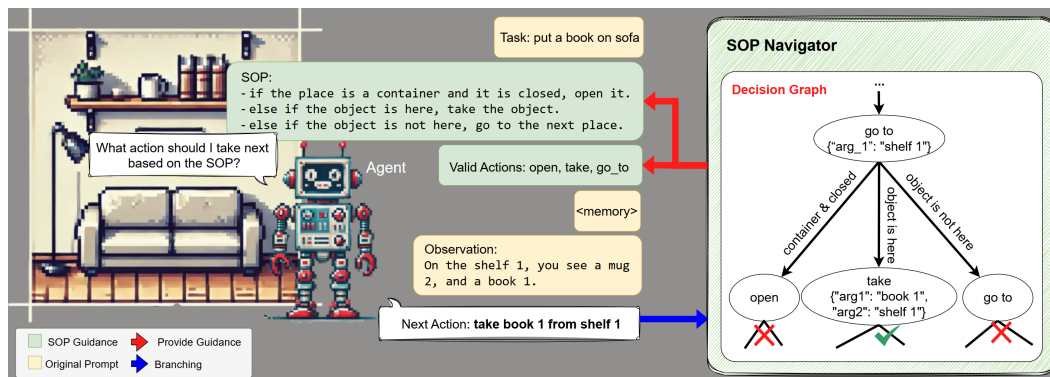 Task: put a book on sofa
SOP:
-if the place is a container and it is closed, open it.
-else if the object is here, take the object.
-else if the object is not here, go to the next place.
What action should I take next
based on the SOP?
Agent
Valid Actions: open, take, go_to
<memory>
Observation:
On the shelf 1, you see a mug
2, and a book 1.
Next Action: take book 1 from shelf 1
SOP Guidance
Provide Guidance
Original Prompt
Branching
SOP Navigator
Decision Graph
...
go to
{"arg_1": "shelf 1"}
container & closed
object is here
object is not here
open
take
{"arg1": "book 1",
"arg2": "shelf 1"}
go to